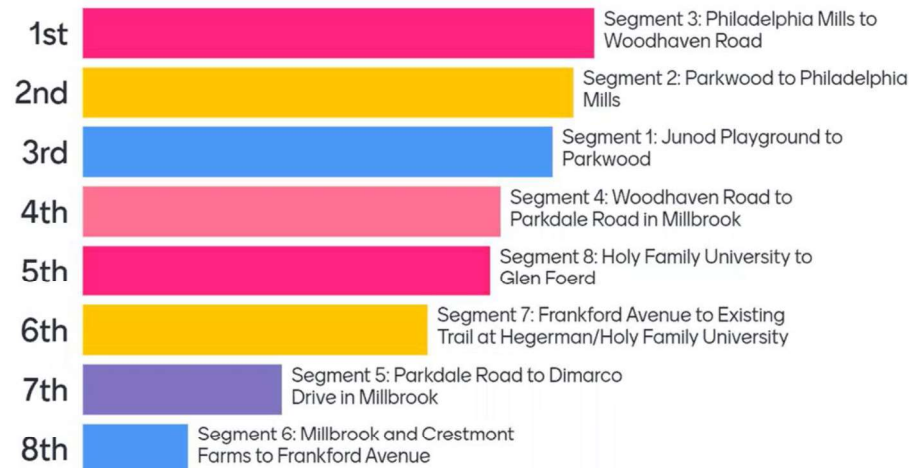 1st
Segment 3: Philadelphia Mills to
Woodhaven Road
2nd
Segment 2: Parkwood to Philadelphia
Mills
3rd
Segment 1: Junod Playground to
Parkwood
4th
Segment 4: Woodhaven Road to
Parkdale Road in Millbrook
5th
Segment 8: Holy Family University to
Glen Foerd
6th
Segment 7: Frankford Avenue to Existing
Trail at Hegerman/Holy Family University
7th
Segment 5: Parkdale Road to Dimarco
Drive in Millbrook
8th
Segment 6: Millbrook and Crestmont
Farms to Frankford Avenue